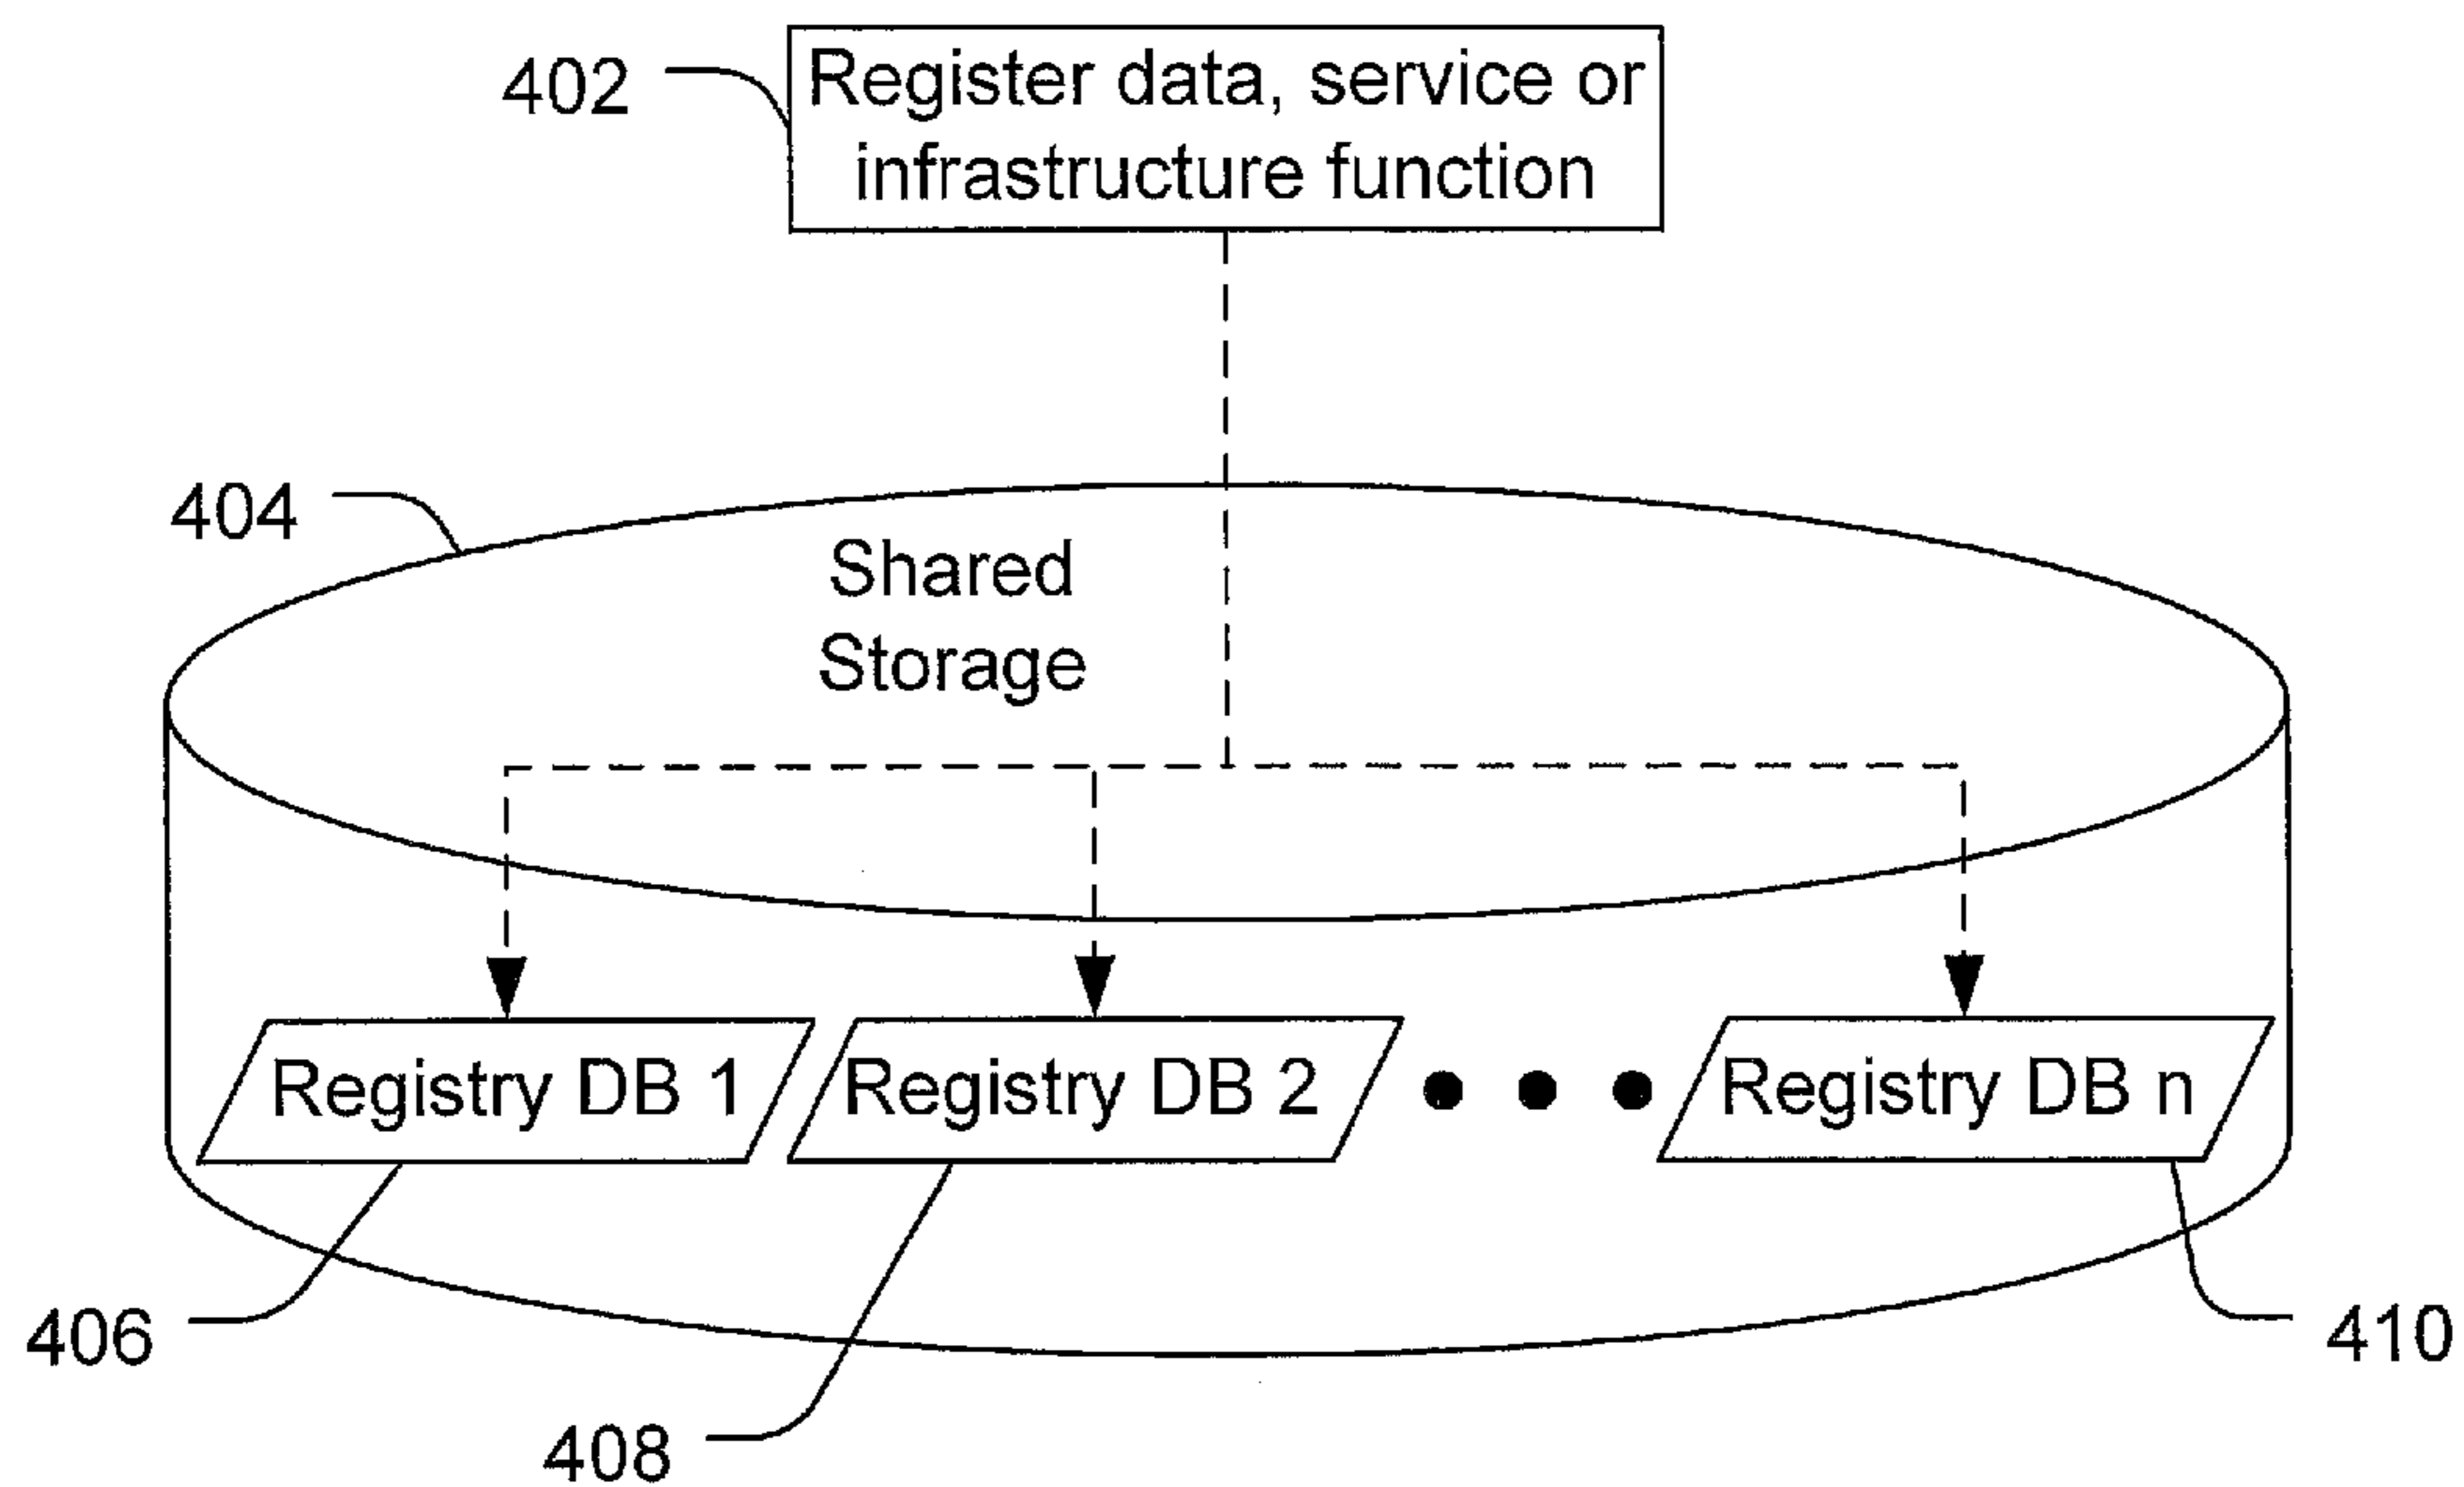 402
Register data, service or
infrastructure function
404
Shared
Storage
Registry DB 1
Registry DB 2
Registry DB n
406
410
408